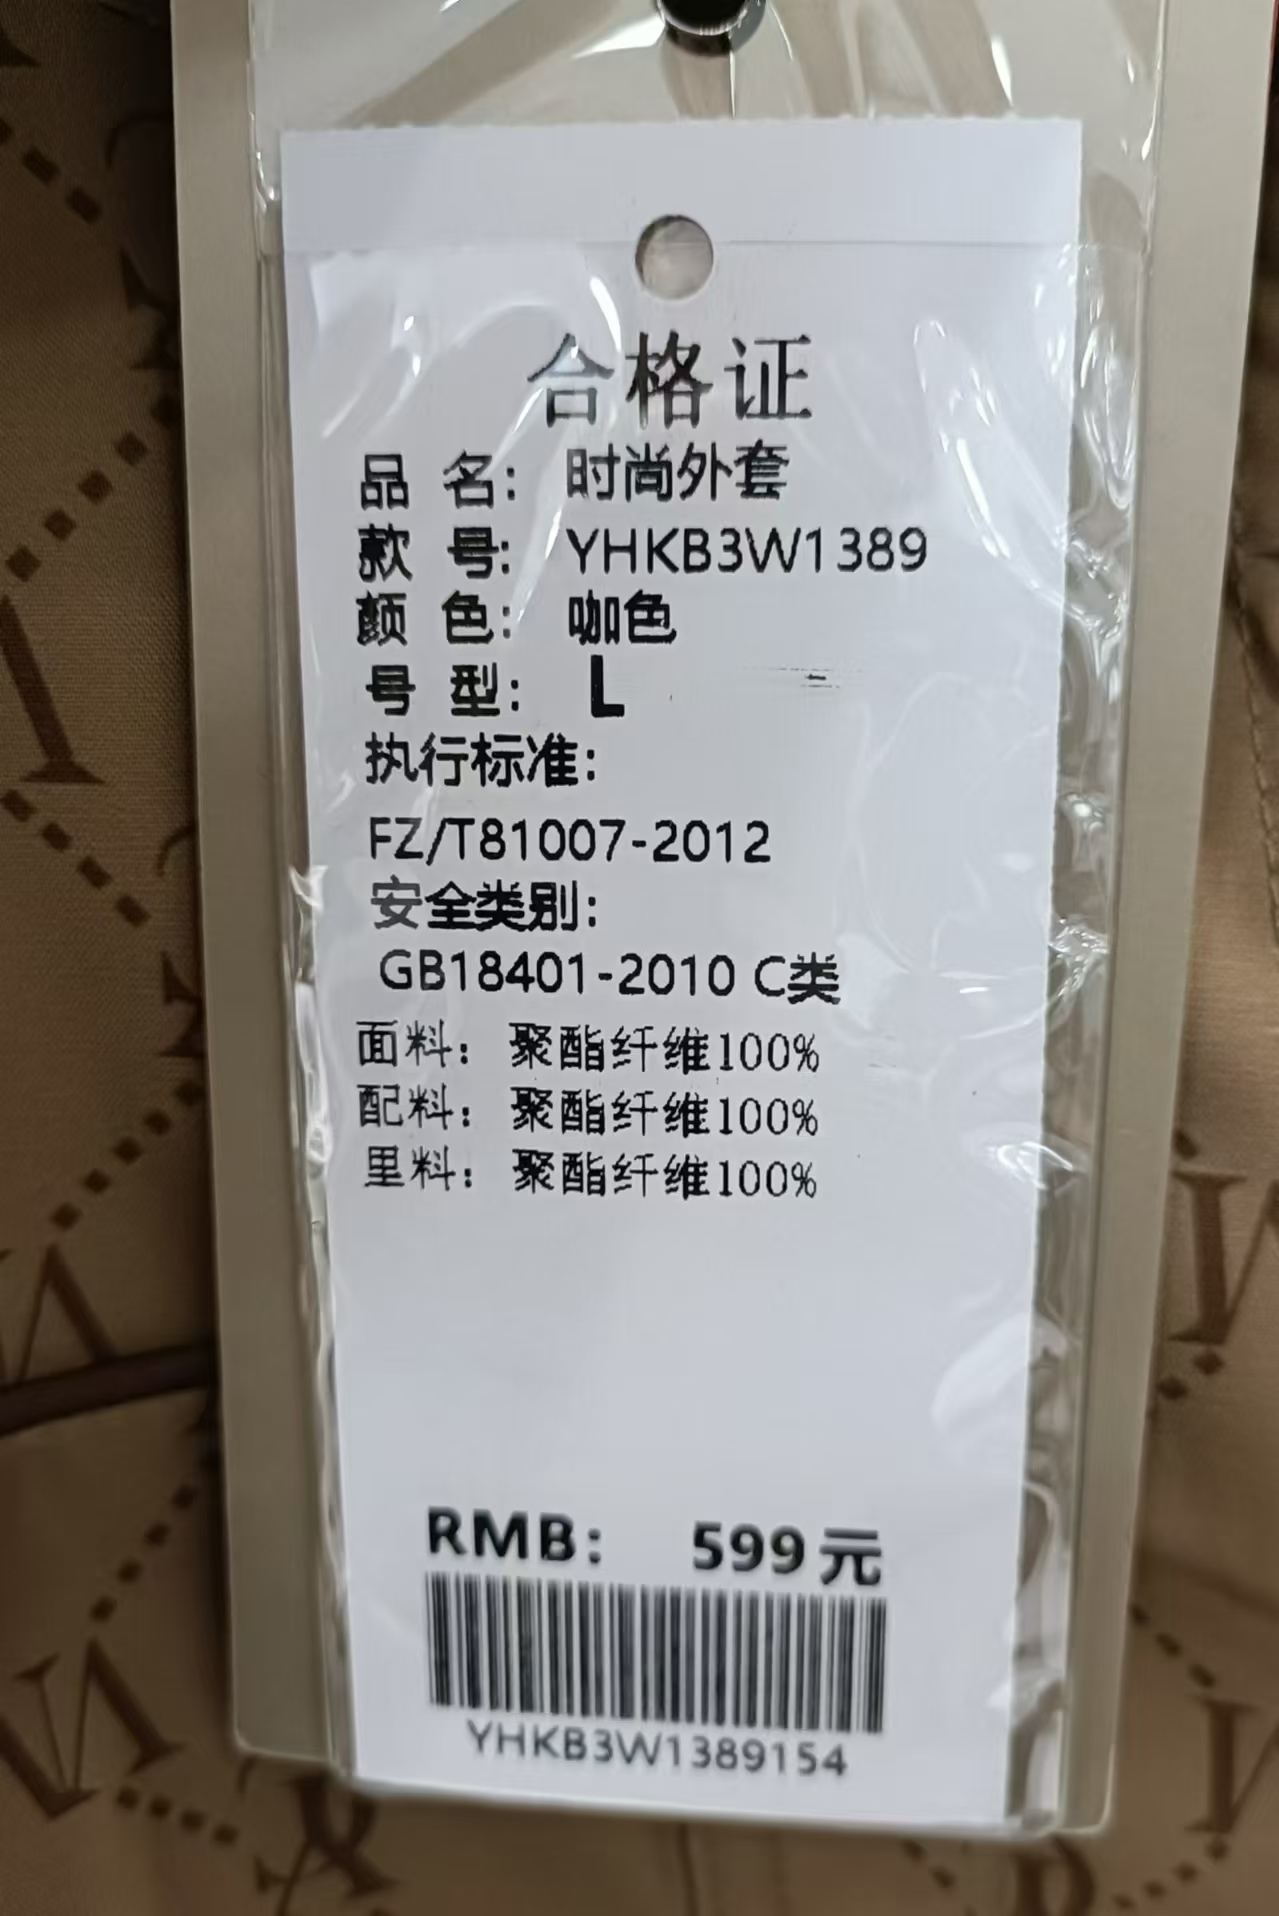 合格证
品 名： 时尚外套
款 号： YHKB3W1389
颜 色： 咖色
号 型： L
执行标准：
FZ/T81007-2012
安全类别：
GB18401-2010 C类
面料： 聚酯纤维100%
配料： 聚酯纤维100%
里料： 聚酯纤维100%
RMB： 599元
YHKB3W1389154